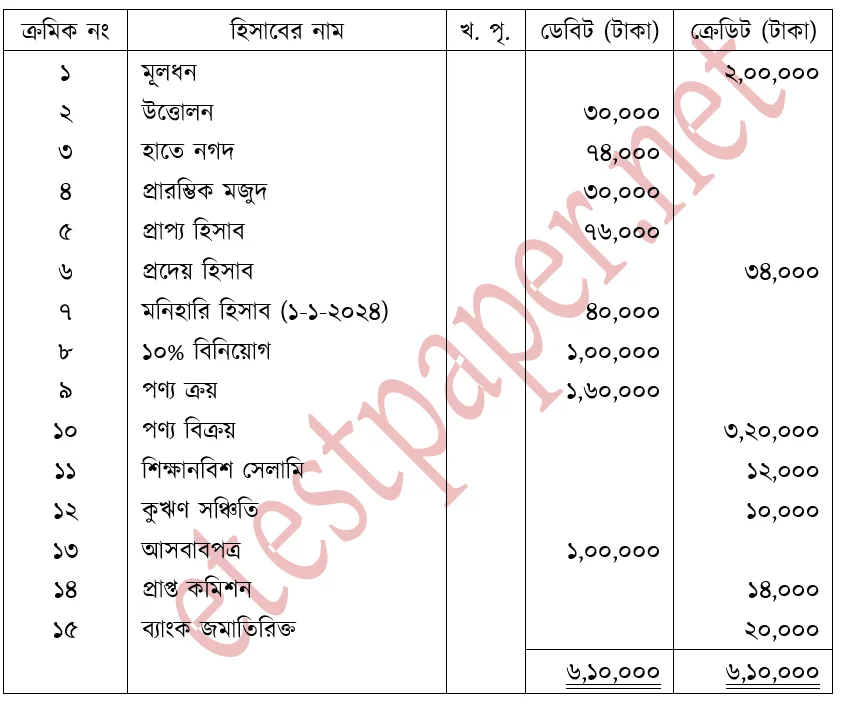 ক্রমিক নং হিসাবের নাম খ. পৃ. ডেবিট (টাকা) ক্রেডিট (টাকা)
১ মূলধন ২,০০,০০০
২ উত্তোলন ৩০,০০০
৩ হাতে নগদ ৭৪,০০০
৪ প্রারম্ভিক মজুদ ৩০,০০০
৫ প্রাপ্য হিসাব ৭৬,০০০
৬ প্রদেয় হিসাব ৩৪,০০০
৭ মনিহারি হিসাব (১-১-২০২৪) ৪০,০০০
৮ ১০% বিনিয়োগ ১,০০,০০০
৯ পণ্য ক্রয় ১,৬০,০০০
১০ পণ্য বিক্রয় ৩,২০,০০০
১১ শিক্ষানবিশ সেলামি ১২,০০০
১২ কুঋণ সঞ্চিতি ১০,০০০
১৩ আসবাবপত্র ১,০০,০০০
১৪ প্রাপ্ত কমিশন ১৪,০০০
১৫ ব্যাংক জমাতিরিক্ত ২০,০০০
৬,১০,০০০ ৬,১০,০০০
etestpaper.net